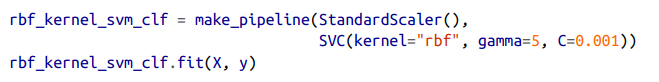 rbf_kernel_svm_clf = make_pipeline(StandardScaler(),
                                   SVC(kernel="rbf", gamma=5, C=0.001))
rbf_kernel_svm_clf.fit(X, y)